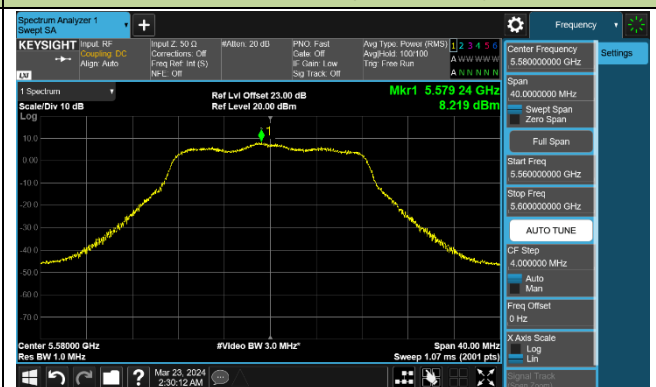 Spectrum Analyzer 1
Swept SA
+
Frequency
KEYSIGHT
Input: RF
Coupling: DC
Align: Auto
Input Z: 50 Ω
Corrections: Off
Freq Ref: Int (S)
NFE: Off
#Atten: 20 dB
PNO: Fast
Gate: Off
IF Gain: Low
Sig Track: Off
Avg Type: Power (RMS)
Avg|Hold: 100/100
Trig: Free Run
1 2 3 4 5 6
A W W W W W
A N N N N N
LXI
1 Spectrum
Scale/Div 10 dB
Log
Ref Lvl Offset 23.00 dB
Ref Level 20.00 dBm
Mkr1 5.579 24 GHz
8.219 dBm
10.0
0.00
-10.0
-20.0
-30.0
-40.0
-50.0
-60.0
-70.0
1
Center 5.58000 GHz
Res BW 1.0 MHz
#Video BW 3.0 MHz*
Span 40.00 MHz
Sweep 1.07 ms (2001 pts)
Center Frequency
5.580000000 GHz
Settings
Span
40.0000000 MHz
Swept Span
Zero Span
Full Span
Start Freq
5.560000000 GHz
Stop Freq
5.600000000 GHz
AUTO TUNE
CF Step
4.000000 MHz
Auto
Man
Freq Offset
0 Hz
X Axis Scale
Log
Lin
Signal Track
(Span Zoom)
?
Mar 23, 2024
2:30:12 AM